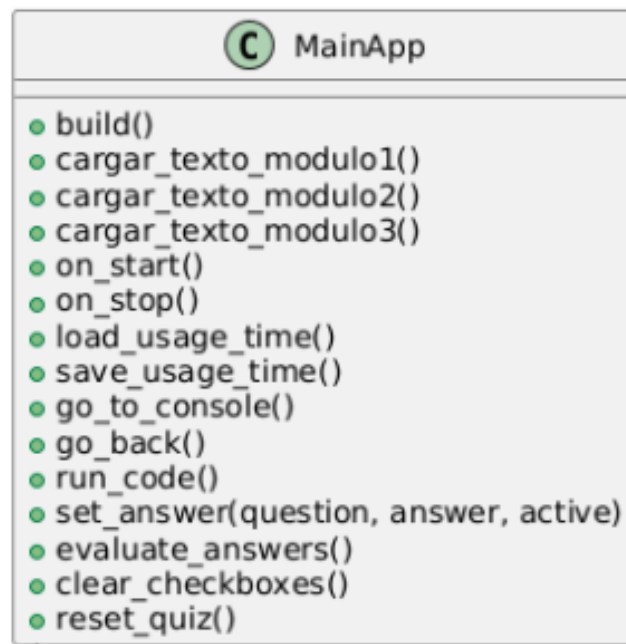 C MainApp
build()
cargar_texto_modulo1()
cargar_texto_modulo2()
cargar_texto_modulo3()
on_start()
on_stop()
load_usage_time()
save_usage_time()
go_to_console()
go_back()
run_code()
set_answer(question, answer, active)
evaluate_answers()
clear_checkboxes()
reset_quiz()